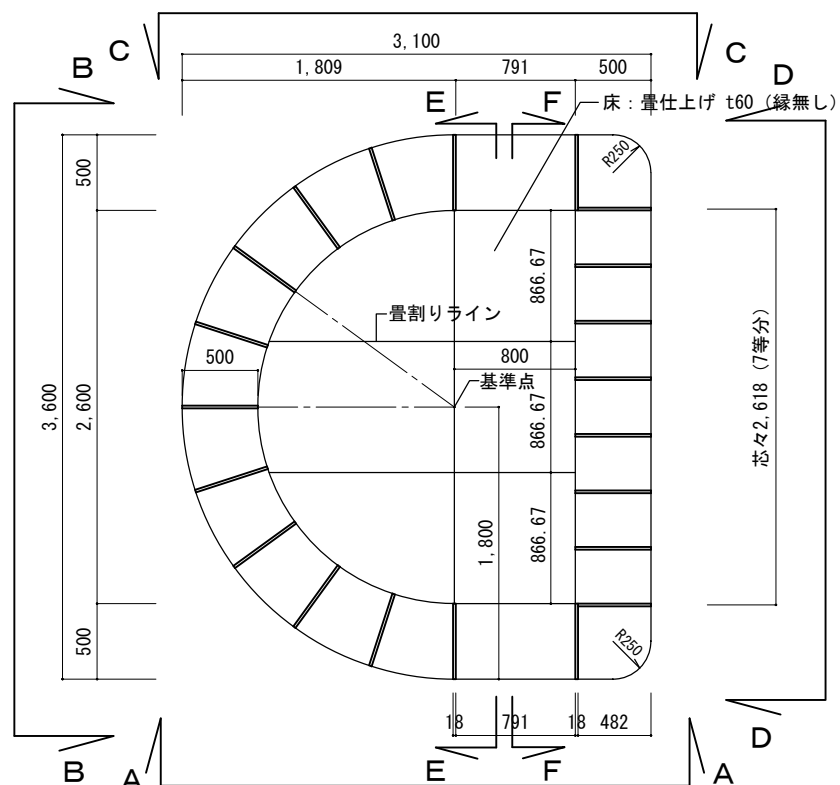 C
3,100
C
B
1,809
791
500
D
E
F
床：畳仕上げ t60（縁無し）
500
R250
866.67
畳割りライン
500
800
基準点
3,600
2,600
866.67
芯々2,618（7等分）
1,800
866.67
500
R250
18
791
18
482
B
A
E
F
D
A